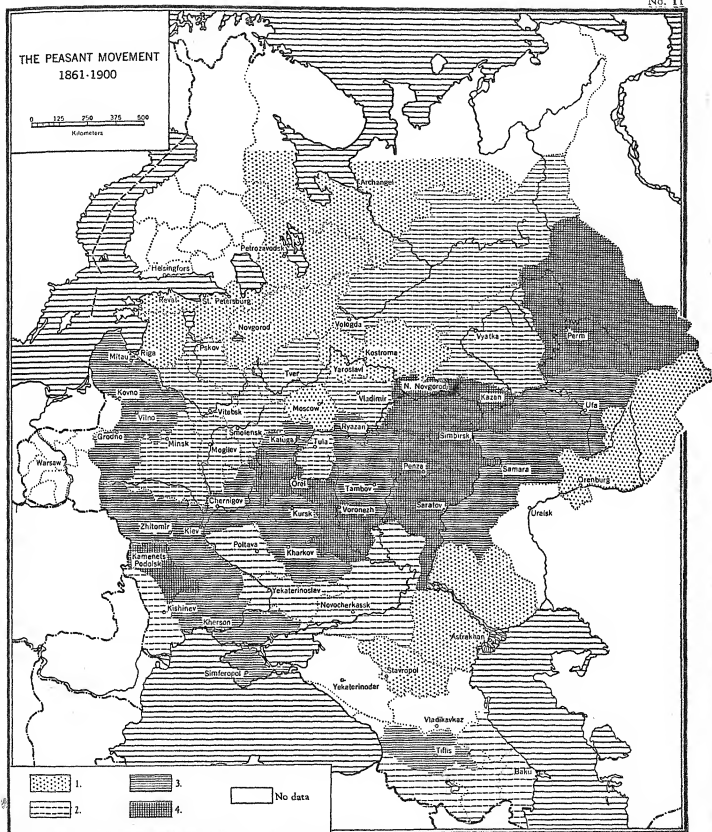 No. 11
THE PEASANT MOVEMENT
1861-1900
0 125 250 375 500
Kilometers
Archangel
Petrozavodsk
Helsingfors
Reval
St. Petersburg
Novgorod
Vologda
Vyatka
Perm
Pskov
Kostroma
Riga
Mitau
Yaroslavl
Tver
N. Novgorod
Kazan
Ufa
Kovno
Vitebsk
Moscow
Vladimir
Vilno
Smolensk
Kaluga
Ryazan
Simbirsk
Grodno
Minsk
Mogilev
Tula
Warsaw
Penza
Samara
Orenburg
Orel
Tambov
Chernigov
Kursk
Voronezh
Saratov
Uralsk
Zhitomir
Kiev
Poltava
Kharkov
Kamenets
Podolsk
Yekaterinoslav
Kishinev
Novocherkassk
Kherson
Astrakhan
Simferopol
Stavropol
Yekaterinoder
Vladikavkaz
Tiflis
Baku
1.
3.
2.
4.
No data